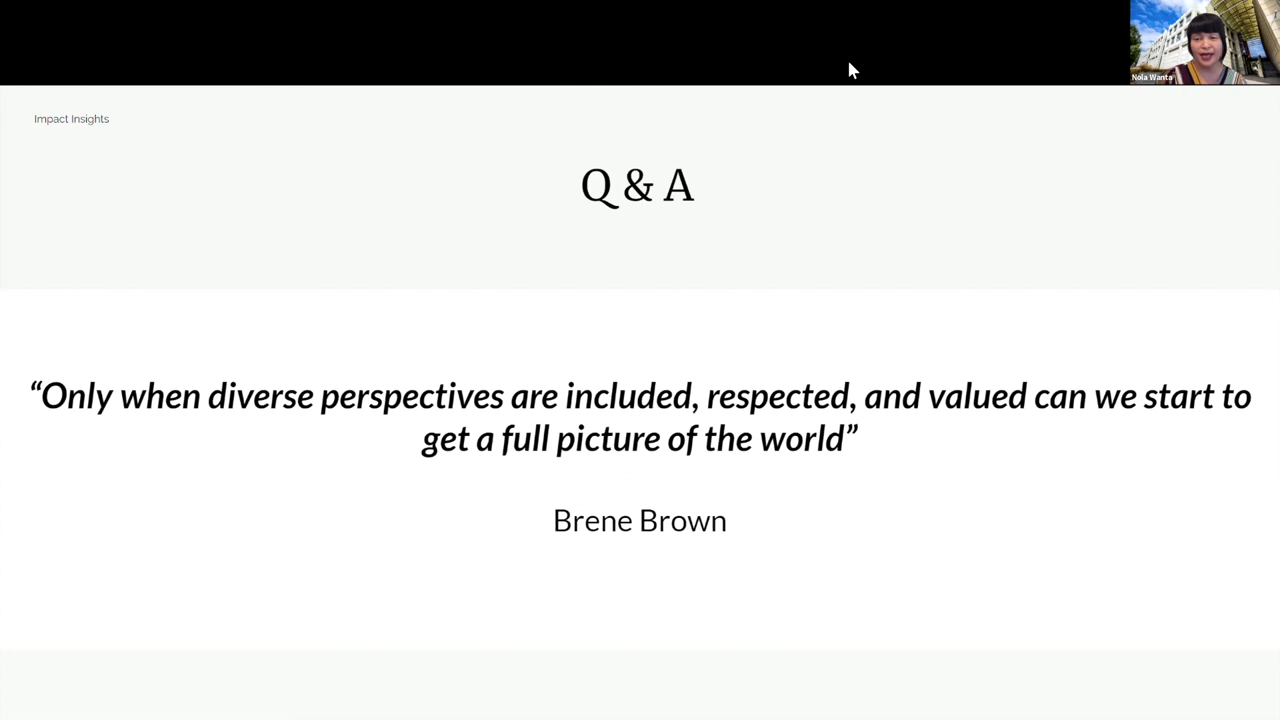 Nola Wanta
Impact Insights
Q & A
“Only when diverse perspectives are included, respected, and valued can we start to
get a full picture of the world”
Brene Brown